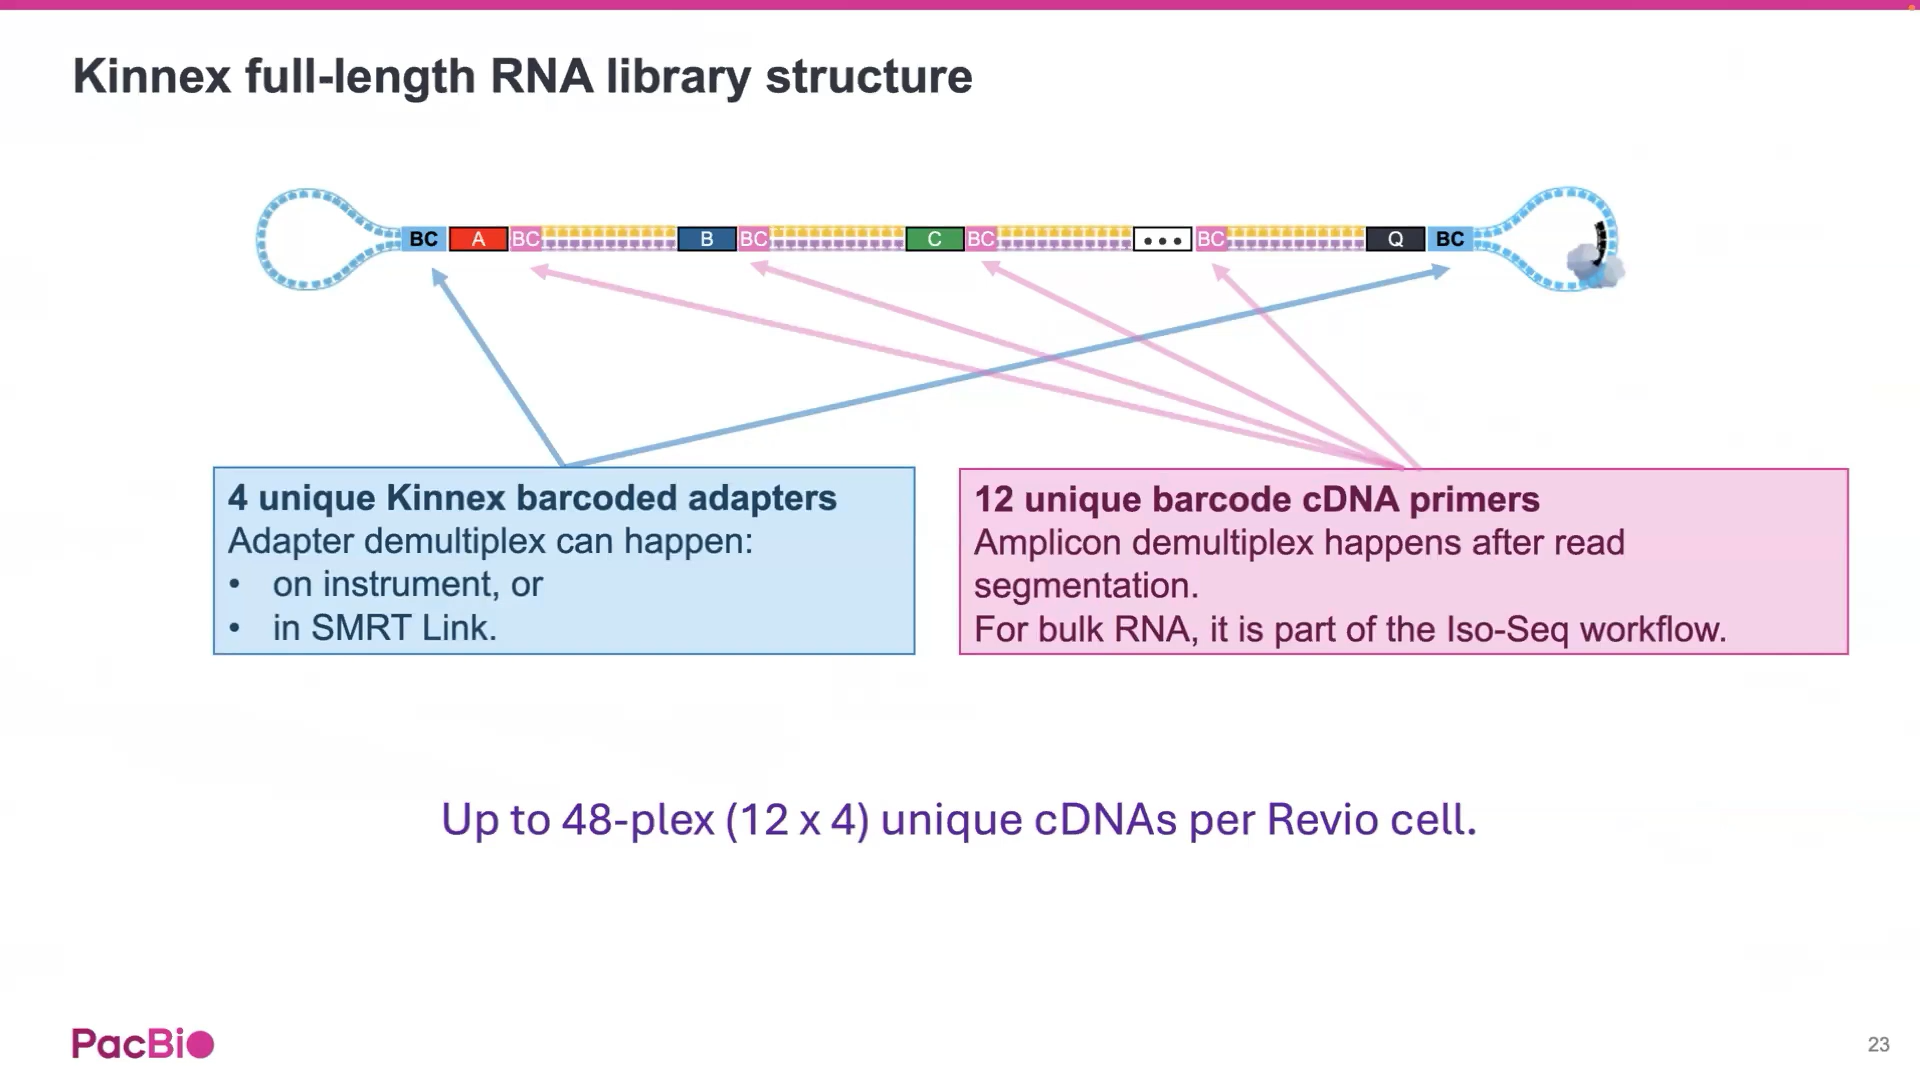 Kinnex full-length RNA library structure
BC A BC B BC C BC ••• BC Q BC
4 unique Kinnex barcoded adapters
Adapter demultiplex can happen:
• on instrument, or
• in SMRT Link.
12 unique barcode cDNA primers
Amplicon demultiplex happens after read
segmentation.
For bulk RNA, it is part of the Iso-Seq workflow.
Up to 48-plex (12 x 4) unique cDNAs per Revio cell.
PacBio
23